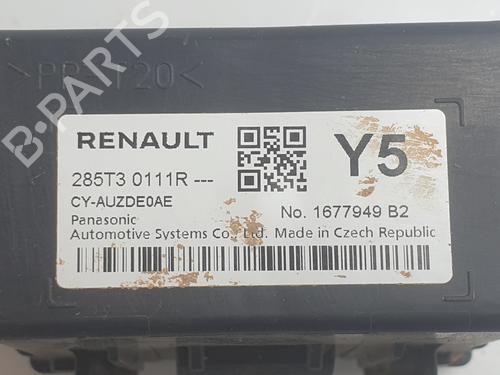 >PP-T20<
B-PARTS
RENAULT
Y5
285T3 0111R ---
CY-AUZDE0AE
Panasonic
No. 1677949 B2
Automotive Systems Co., Ltd. Made in Czech Republic